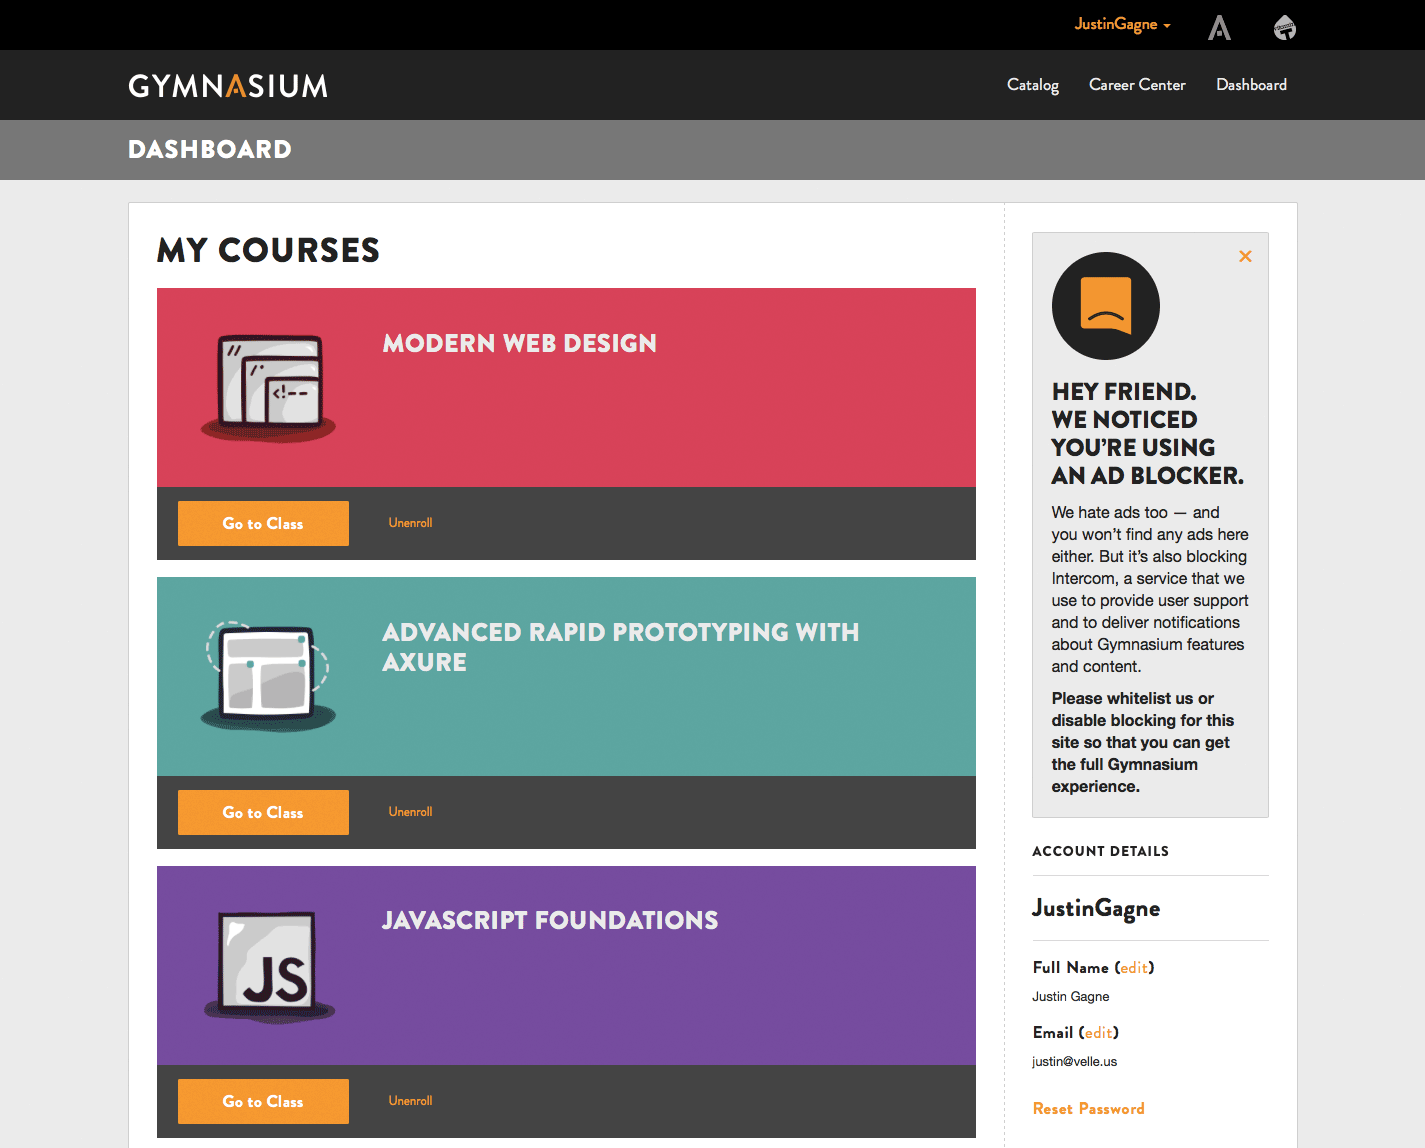 JustinGagne
GYMNASIUM
Catalog Career Center Dashboard
DASHBOARD
MY COURSES
MODERN WEB DESIGN
//
/*
<!--
Go to Class Unenroll
ADVANCED RAPID PROTOTYPING WITH
AXURE
Go to Class Unenroll
JAVASCRIPT FOUNDATIONS
JS
Go to Class Unenroll
HEY FRIEND.
WE NOTICED
YOU’RE USING
AN AD BLOCKER.
We hate ads too — and
you won’t find any ads here
either. But it’s also blocking
Intercom, a service that we
use to provide user support
and to deliver notifications
about Gymnasium features
and content.
Please whitelist us or
disable blocking for this
site so that you can get
the full Gymnasium
experience.
ACCOUNT DETAILS
JustinGagne
Full Name (edit)
Justin Gagne
Email (edit)
justin@velle.us
Reset Password